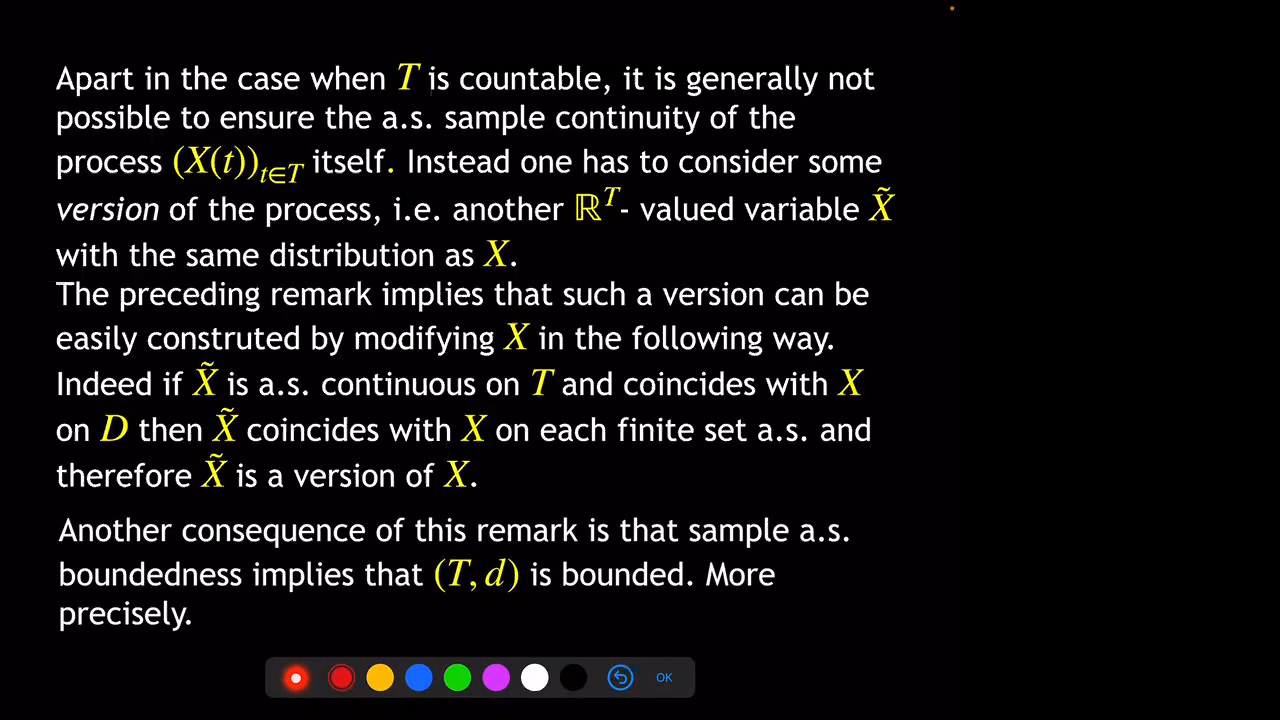 Apart in the case when T is countable, it is generally not
possible to ensure the a.s. sample continuity of the
process (X(t))_{t∈T} itself. Instead one has to consider some
version of the process, i.e. another ℝ^T- valued variable X̃
with the same distribution as X.
The preceding remark implies that such a version can be
easily construted by modifying X in the following way.
Indeed if X̃ is a.s. continuous on T and coincides with X
on D then X̃ coincides with X on each finite set a.s. and
therefore X̃ is a version of X.
Another consequence of this remark is that sample a.s.
boundedness implies that (T, d) is bounded. More
precisely.
OK